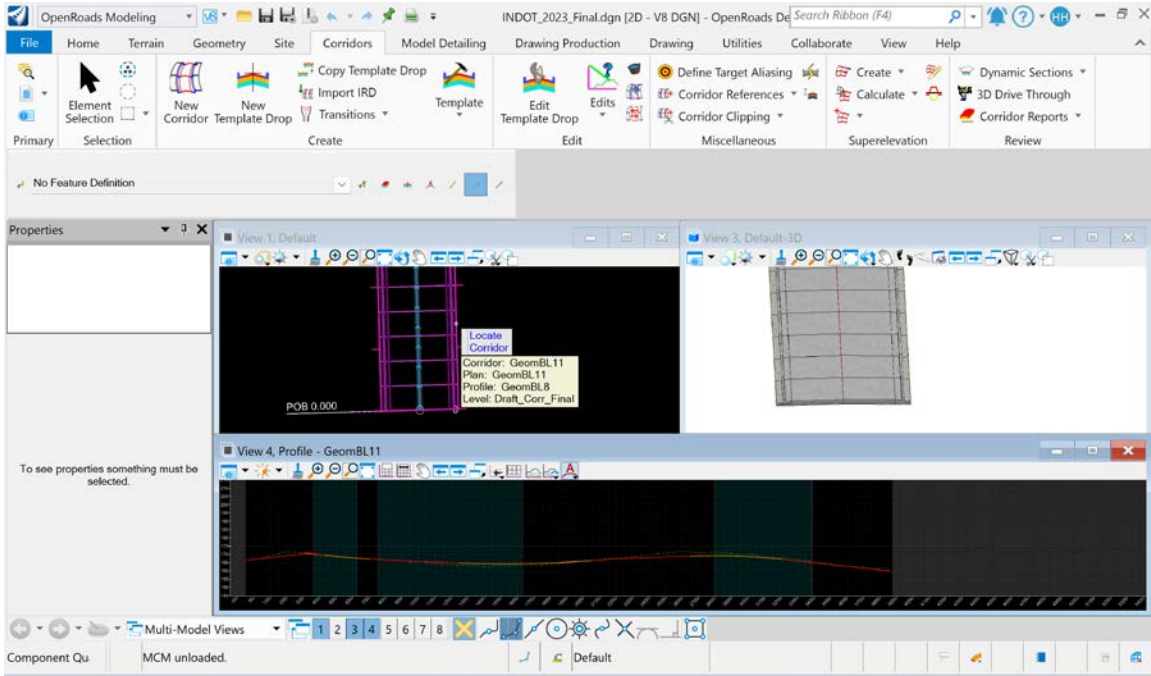 OpenRoads Modeling
INDOT_2023_Final.dgn [2D - V8 DGN] - OpenRoads De
Search Ribbon (F4)
HH
File Home Terrain Geometry Site Corridors Model Detailing Drawing Production Drawing Utilities Collaborate View Help
Element Selection
New Corridor
New Template Drop
Copy Template Drop
Import IRD
Transitions
Template
Edit Template Drop
Edits
Define Target Aliasing
Corridor References
Corridor Clipping
Create
Calculate
Dynamic Sections
3D Drive Through
Corridor Reports
Primary Selection Create Edit Miscellaneous Superelevation Review
No Feature Definition
Properties
To see properties something must be
selected.
View 1, Default
Locate
Corridor
Corridor: GeomBL11
Plan: GeomBL11
Profile: GeomBL8
Level: Draft_Corr_Final
POB 0.000
View 3, Default-3D
View 4, Profile - GeomBL11
Multi-Model Views 1 2 3 4 5 6 7 8
Component Qu MCM unloaded. Default